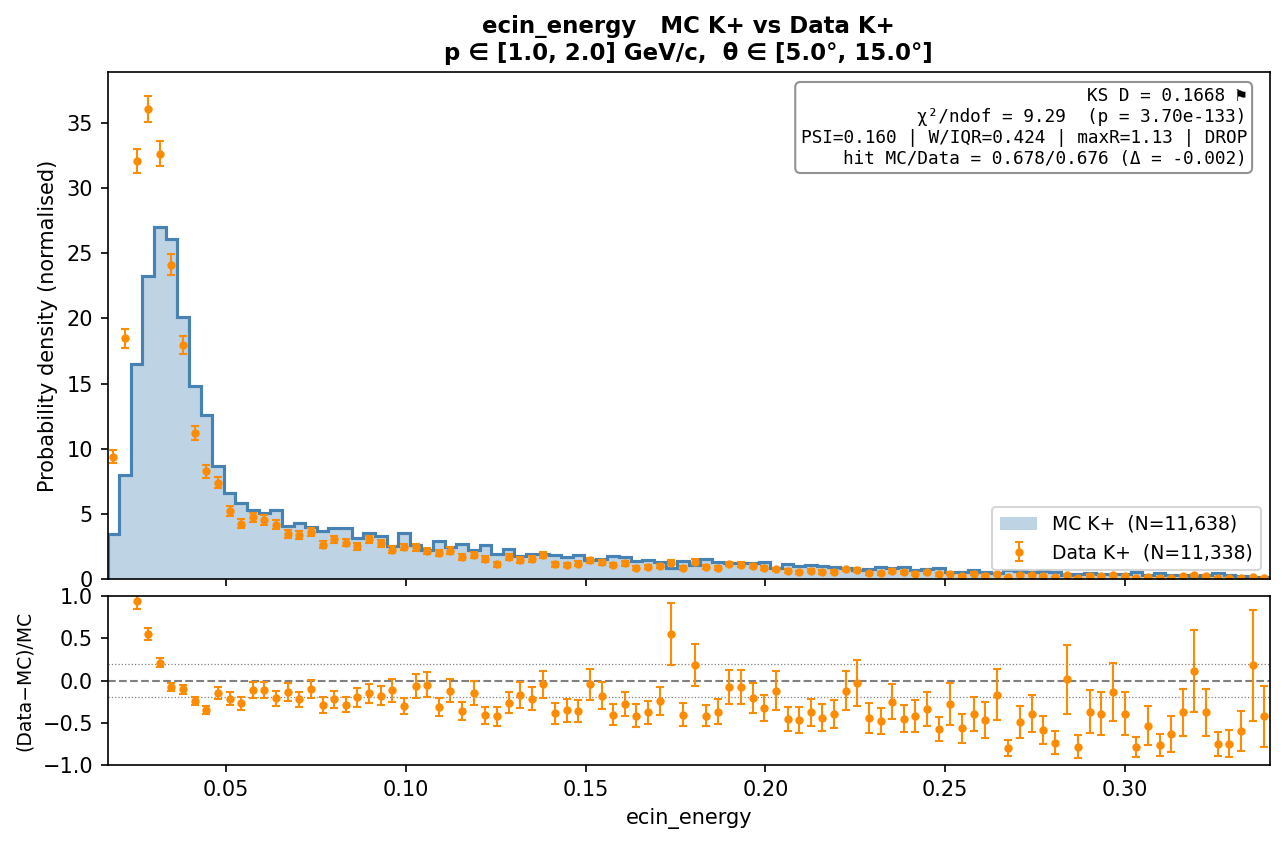 ecin_energy   MC K+ vs Data K+
p ∈ [1.0, 2.0] GeV/c,  θ ∈ [5.0°, 15.0°]
KS D = 0.1668 ⚑
χ²/ndof = 9.29  (p = 3.70e-133)
PSI=0.160 | W/IQR=0.424 | maxR=1.13 | DROP
hit MC/Data = 0.678/0.676 (Δ = -0.002)
Probability density (normalised)
35
30
25
20
15
10
5
0
MC K+  (N=11,638)
Data K+  (N=11,338)
(Data−MC)/MC
1.0
0.5
0.0
−0.5
−1.0
0.05 0.10 0.15 0.20 0.25 0.30
ecin_energy